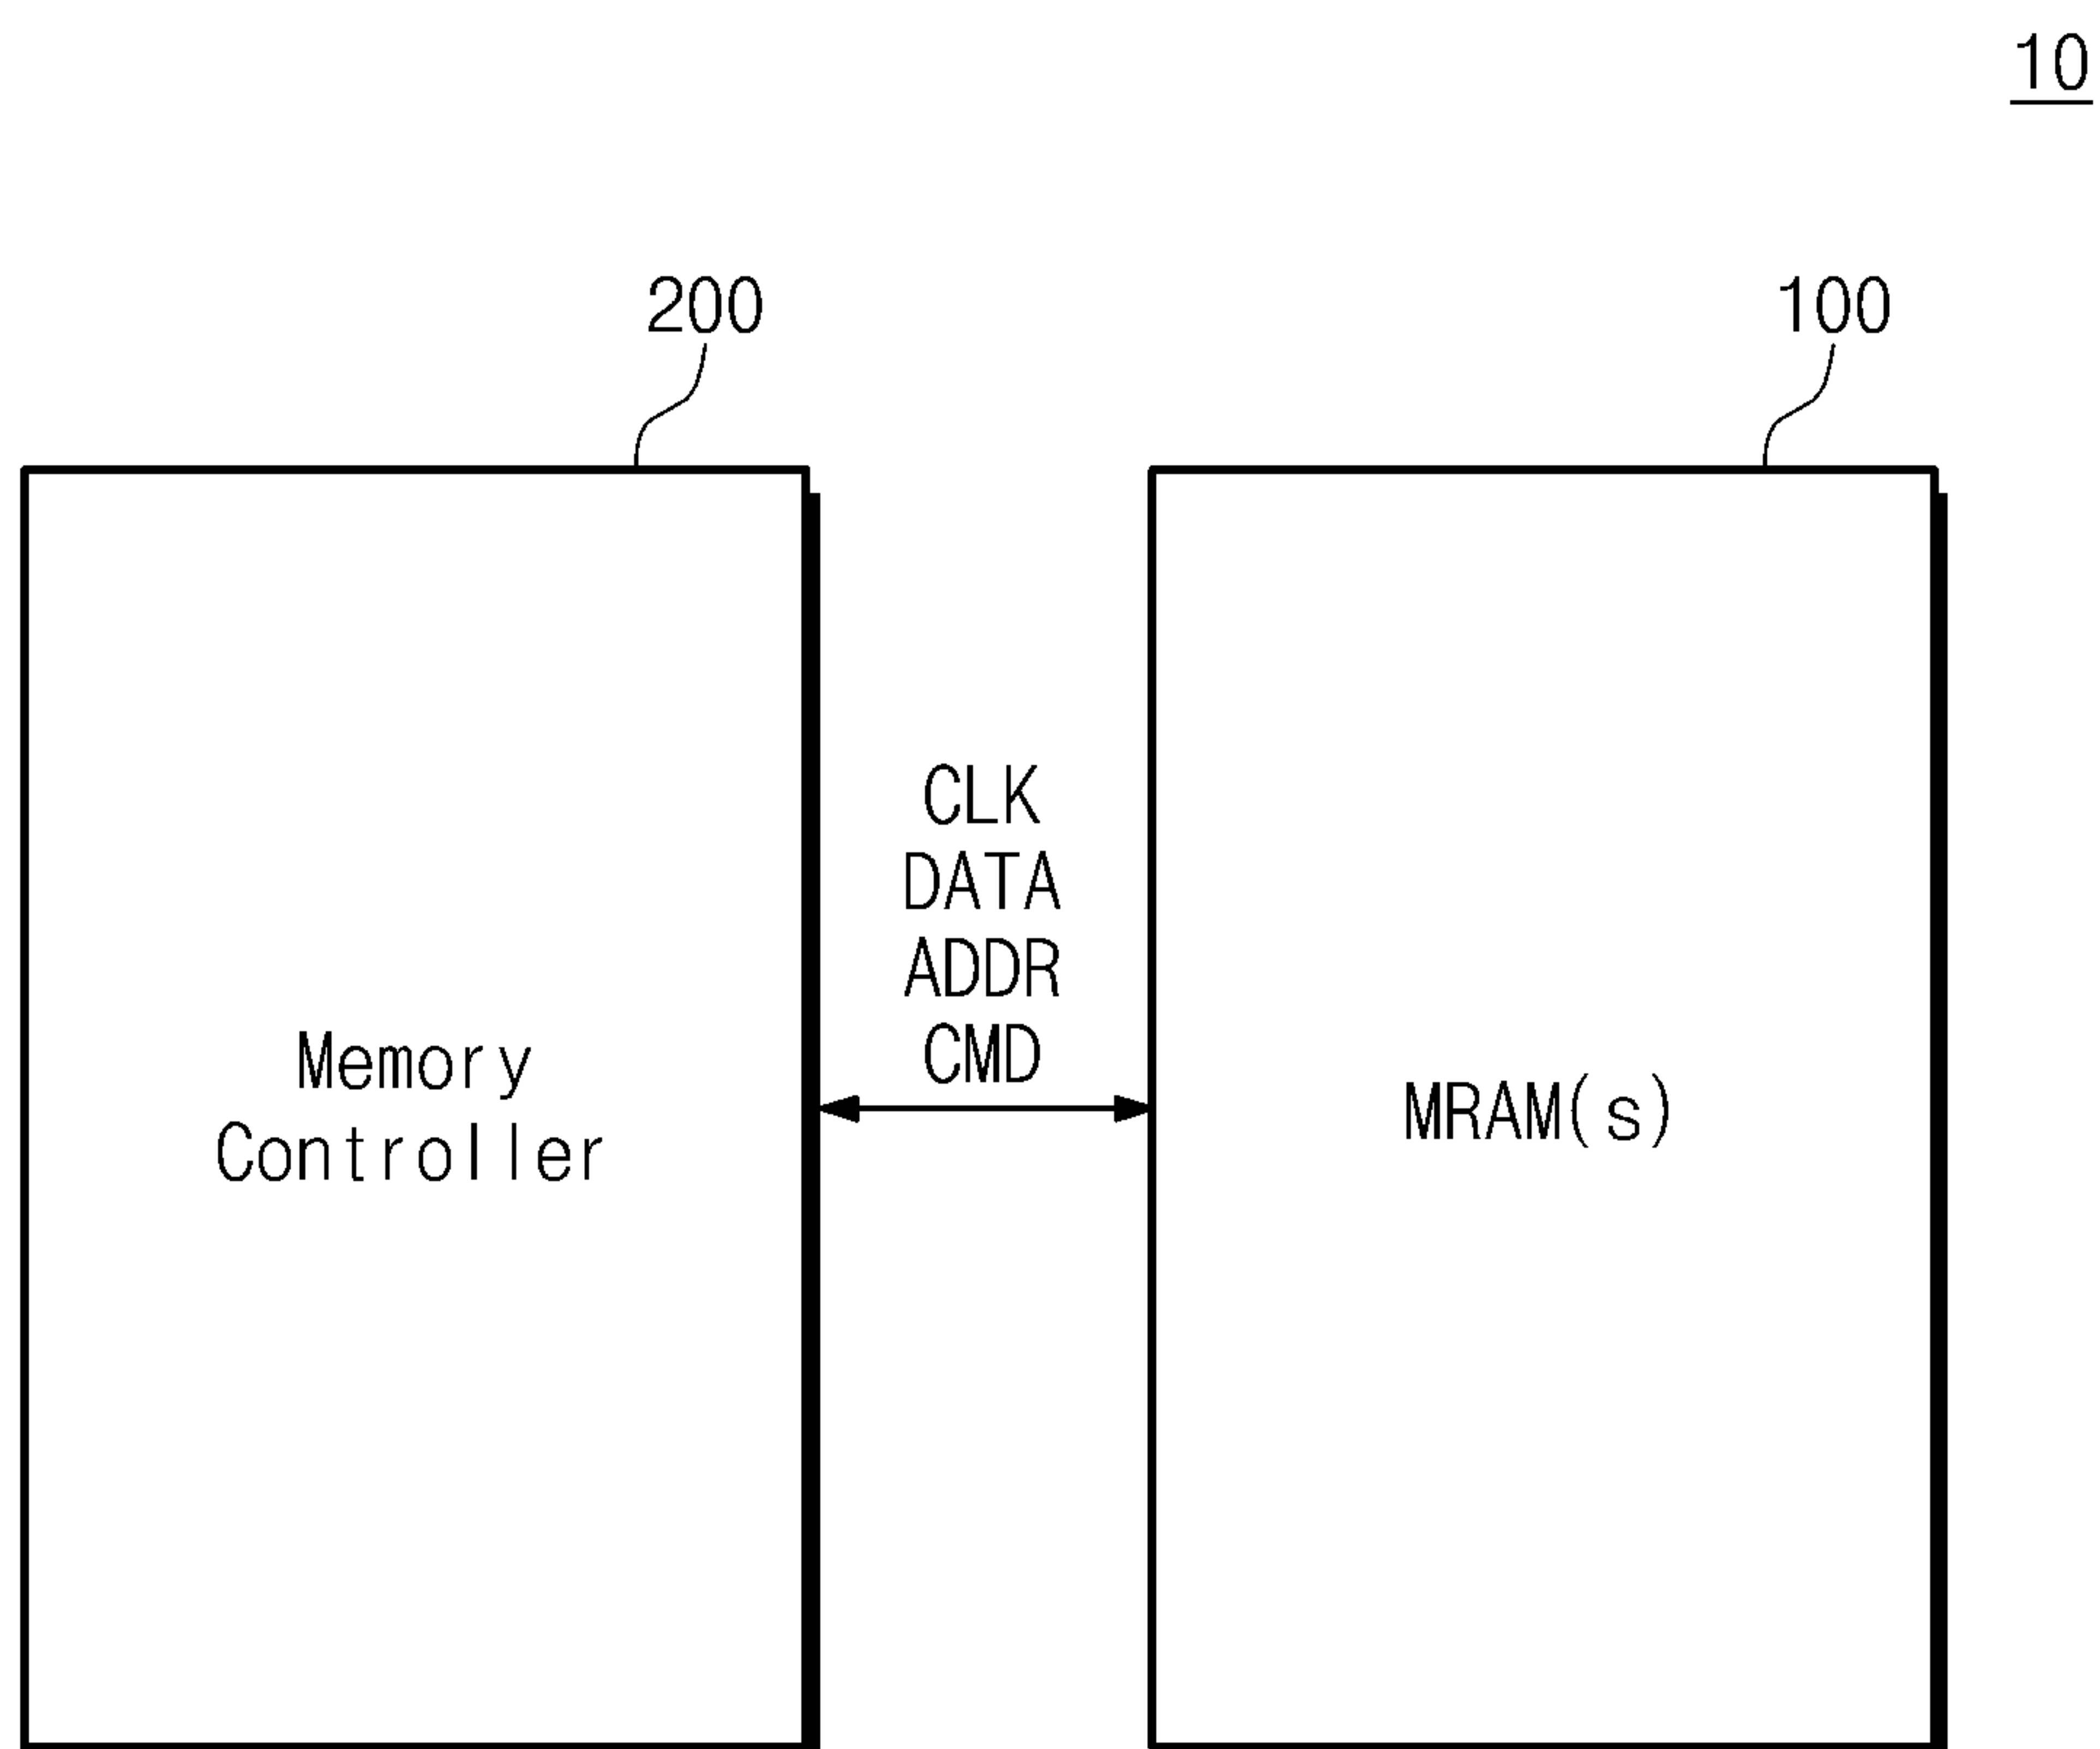 10
200
100
CLK
DATA
ADDR
CMD
Memory
Controller
MRAM(s)